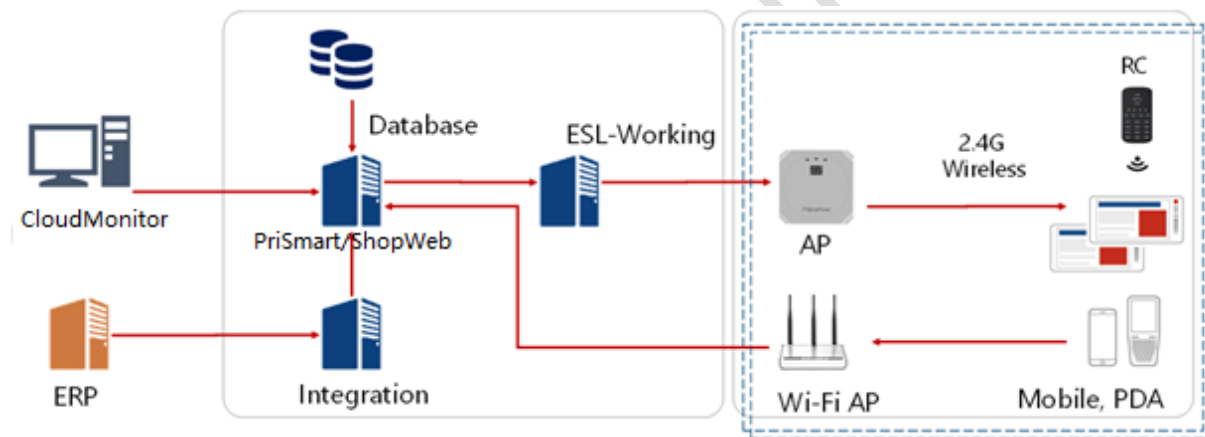 RC
Database
ESL-Working
2.4G
Wireless
CloudMonitor
PriSmart/ShopWeb
AP
ERP
Integration
Wi-Fi AP
Mobile, PDA